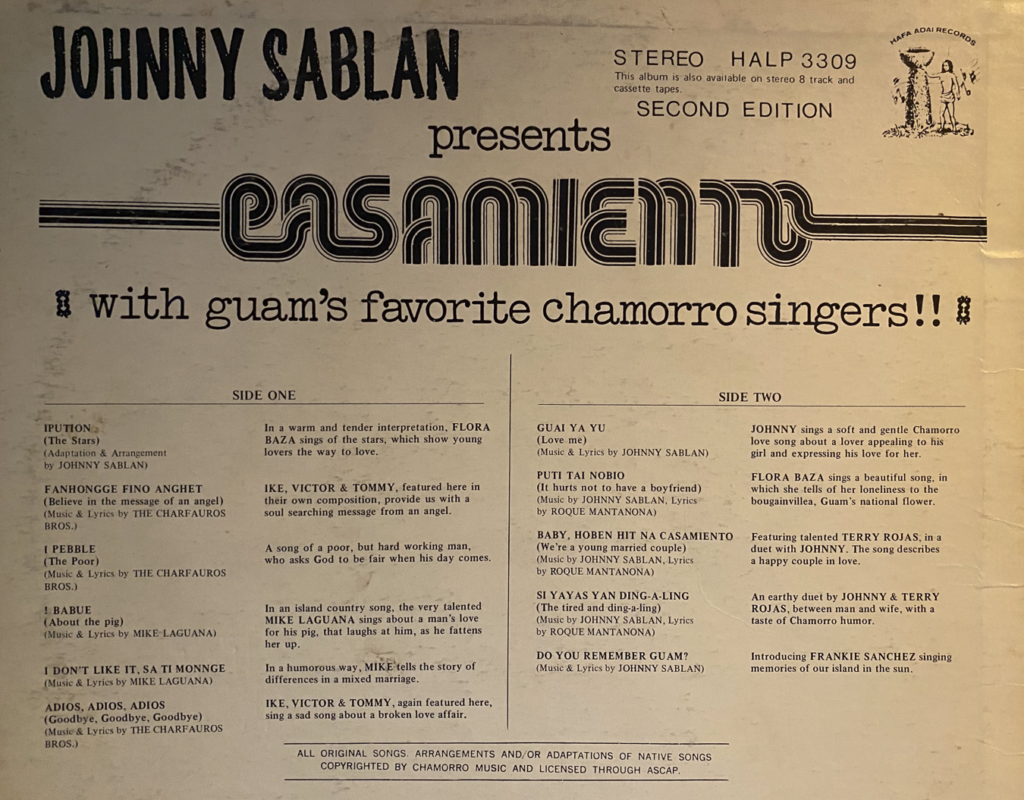 JOHNNY SABLAN
STEREO HALP 3309
This album is also available on stereo 8 track and
cassette tapes.
SECOND EDITION
HAFA ADAI RECORDS
presents
CASAMIENTO
with guam's favorite chamorro singers!!
SIDE ONE
IPUTION
(The Stars)
(Adaptation & Arrangement
by JOHNNY SABLAN)
In a warm and tender interpretation, FLORA
BAZA sings of the stars, which show young
lovers the way to love.
FANHONGGE FINO ANGHET
(Believe in the message of an angel)
(Music & Lyrics by THE CHARFAUROS
BROS.)
IKE, VICTOR & TOMMY, featured here in
their own composition, provide us with a
soul searching message from an angel.
I PEBBLE
(The Poor)
(Music & Lyrics by THE CHARFAUROS
BROS.)
A song of a poor, but hard working man,
who asks God to be fair when his day comes.
I BABUE
(About the pig)
(Music & Lyrics by MIKE LAGUANA)
In an island country song, the very talented
MIKE LAGUANA sings about a man's love
for his pig, that laughs at him, as he fattens
her up.
I DON'T LIKE IT, SA TI MONNGE
(Music & Lyrics by MIKE LAGUANA)
In a humorous way, MIKE tells the story of
differences in a mixed marriage.
ADIOS, ADIOS, ADIOS
(Goodbye, Goodbye, Goodbye)
(Music & Lyrics by THE CHARFAUROS
BROS.)
IKE, VICTOR & TOMMY, again featured here,
sing a sad song about a broken love affair.
SIDE TWO
GUAI YA YU
(Love me)
(Music & Lyrics by JOHNNY SABLAN)
JOHNNY sings a soft and gentle Chamorro
love song about a lover appealing to his
girl and expressing his love for her.
PUTI TAI NOBIO
(It hurts not to have a boyfriend)
(Music by JOHNNY SABLAN, Lyrics
by ROQUE MANTANONA)
FLORA BAZA sings a beautiful song, in
which she tells of her loneliness to the
bougainvillea, Guam's national flower.
BABY, HOBEN HIT NA CASAMIENTO
(We're a young married couple)
(Music by JOHNNY SABLAN, Lyrics
by ROQUE MANTANONA)
Featuring talented TERRY ROJAS, in a
duet with JOHNNY. The song describes
a happy couple in love.
SI YAYAS YAN DING-A-LING
(The tired and ding-a-ling)
(Music by JOHNNY SABLAN, Lyrics
by ROQUE MANTANONA)
An earthy duet by JOHNNY & TERRY
ROJAS, between man and wife, with a
taste of Chamorro humor.
DO YOU REMEMBER GUAM?
(Music & Lyrics by JOHNNY SABLAN)
Introducing FRANKIE SANCHEZ singing
memories of our island in the sun.
ALL ORIGINAL SONGS. ARRANGEMENTS AND/OR ADAPTATIONS OF NATIVE SONGS
COPYRIGHTED BY CHAMORRO MUSIC AND LICENSED THROUGH ASCAP.